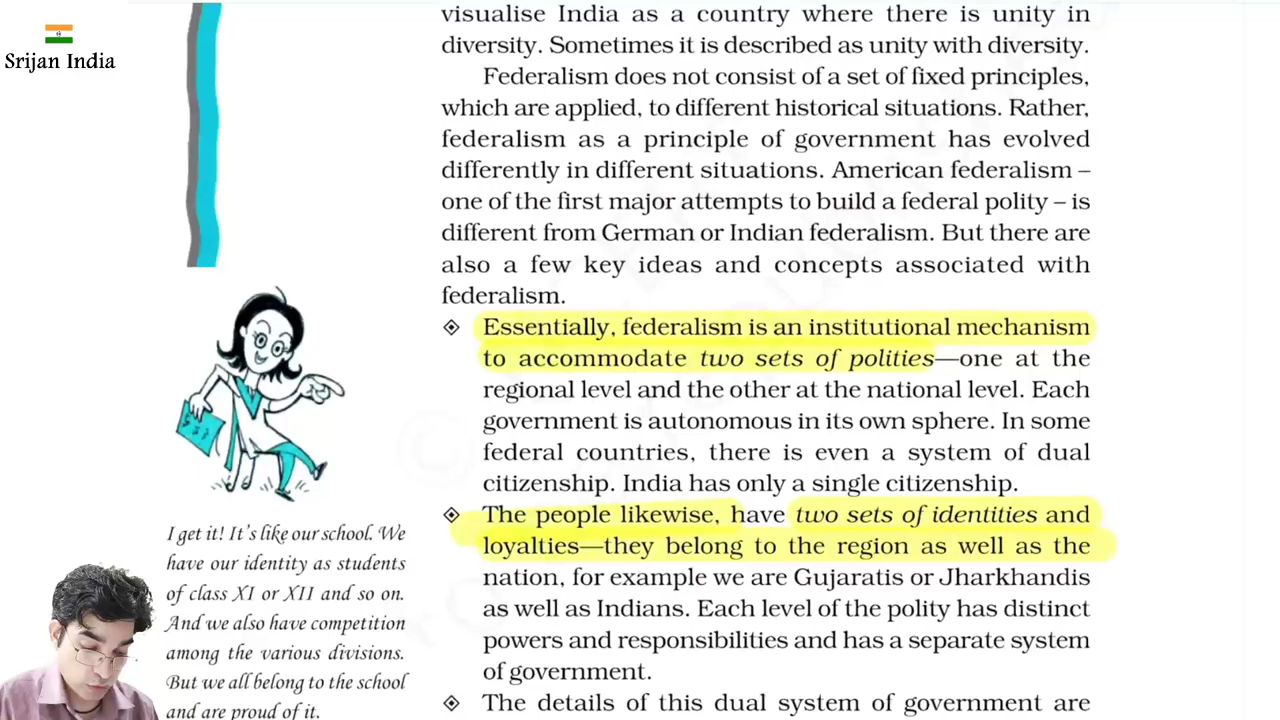 Srijan India
visualise India as a country where there is unity in
diversity. Sometimes it is described as unity with diversity.
Federalism does not consist of a set of fixed principles,
which are applied, to different historical situations. Rather,
federalism as a principle of government has evolved
differently in different situations. American federalism –
one of the first major attempts to build a federal polity – is
different from German or Indian federalism. But there are
also a few key ideas and concepts associated with
federalism.
Essentially, federalism is an institutional mechanism
to accommodate two sets of polities—one at the
regional level and the other at the national level. Each
government is autonomous in its own sphere. In some
federal countries, there is even a system of dual
citizenship. India has only a single citizenship.
The people likewise, have two sets of identities and
loyalties—they belong to the region as well as the
nation, for example we are Gujaratis or Jharkhandis
as well as Indians. Each level of the polity has distinct
powers and responsibilities and has a separate system
of government.
The details of this dual system of government are
I get it! It's like our school. We
have our identity as students
of class XI or XII and so on.
And we also have competition
among the various divisions.
But we all belong to the school
and are proud of it.